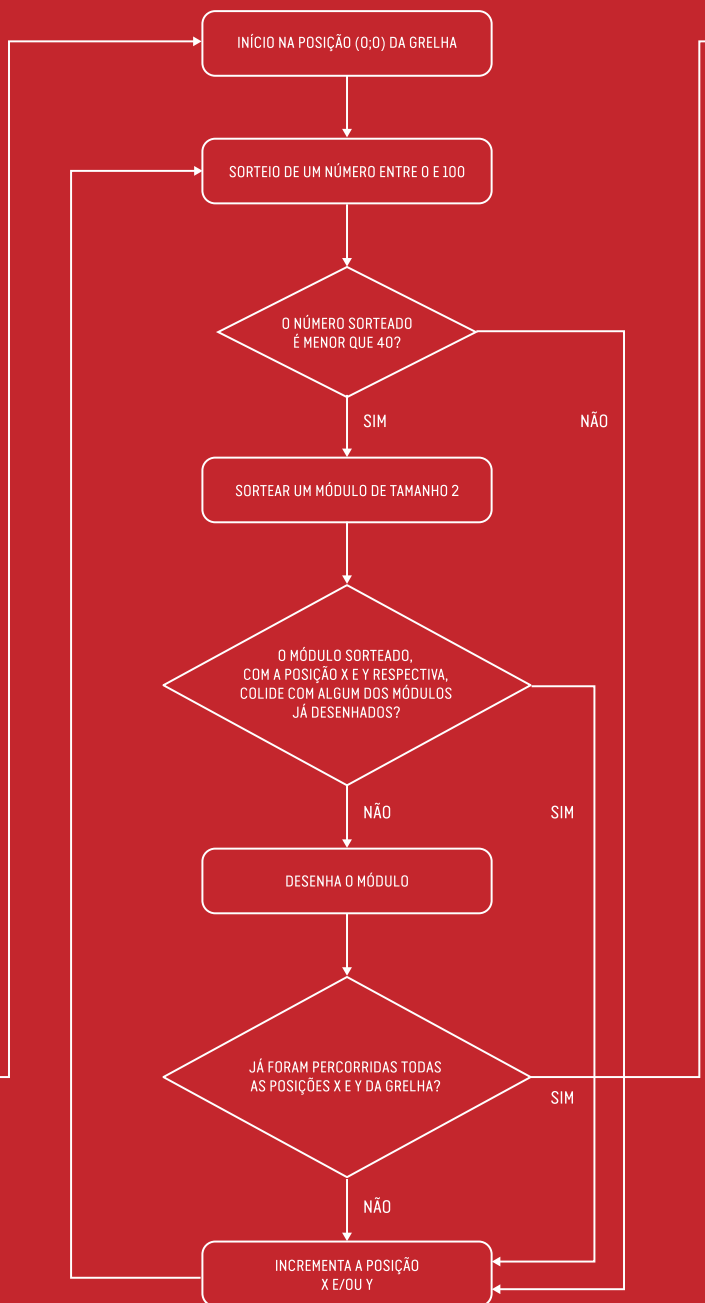 INÍCIO NA POSIÇÃO (0;0) DA GRELHA
SORTEIO DE UM NÚMERO ENTRE 0 E 100
O NÚMERO SORTEADO
É MENOR QUE 40?
SIM
NÃO
SORTEAR UM MÓDULO DE TAMANHO 2
O MÓDULO SORTEADO,
COM A POSIÇÃO X E Y RESPECTIVA,
COLIDE COM ALGUM DOS MÓDULOS
JÁ DESENHADOS?
NÃO
SIM
DESENHA O MÓDULO
JÁ FORAM PERCORRIDAS TODAS
AS POSIÇÕES X E Y DA GRELHA?
SIM
NÃO
INCREMENTA A POSIÇÃO
X E/OU Y